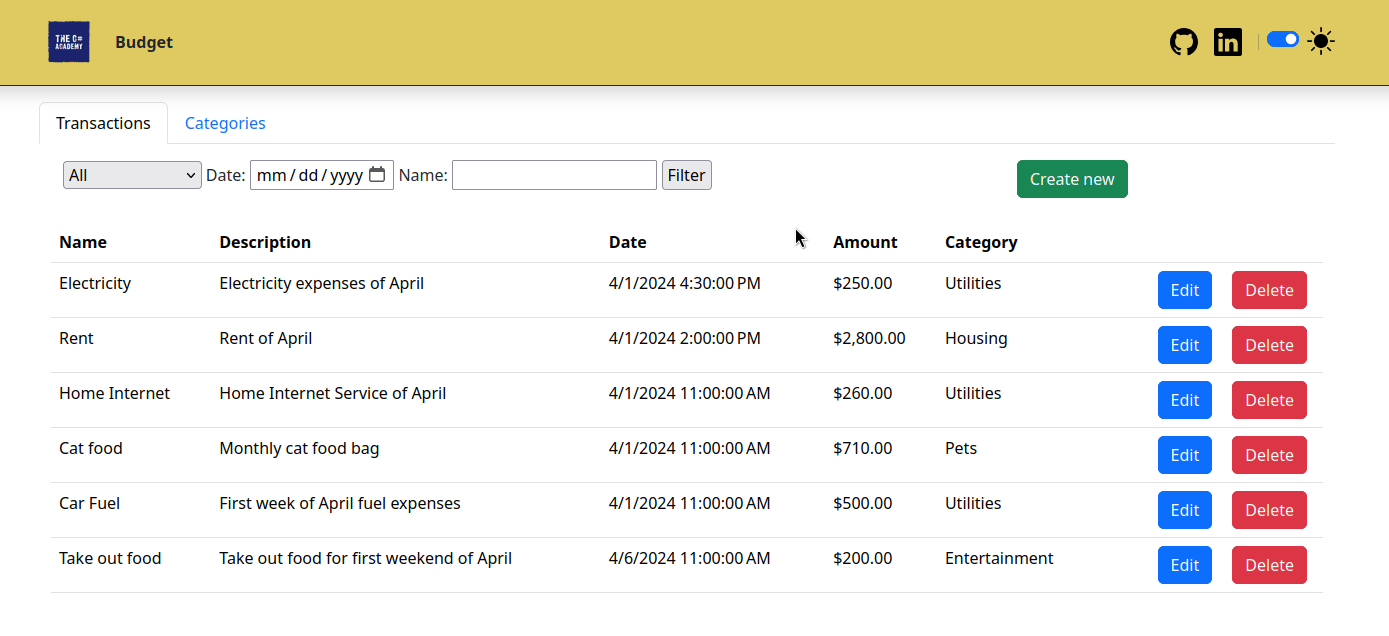 THE C#
ACADEMY
Budget
Transactions Categories
All Date: mm/dd/yyyy Name: Filter Create new
Name Description Date Amount Category
Electricity Electricity expenses of April 4/1/2024 4:30:00 PM $250.00 Utilities Edit Delete
Rent Rent of April 4/1/2024 2:00:00 PM $2,800.00 Housing Edit Delete
Home Internet Home Internet Service of April 4/1/2024 11:00:00 AM $260.00 Utilities Edit Delete
Cat food Monthly cat food bag 4/1/2024 11:00:00 AM $710.00 Pets Edit Delete
Car Fuel First week of April fuel expenses 4/1/2024 11:00:00 AM $500.00 Utilities Edit Delete
Take out food Take out food for first weekend of April 4/6/2024 11:00:00 AM $200.00 Entertainment Edit Delete